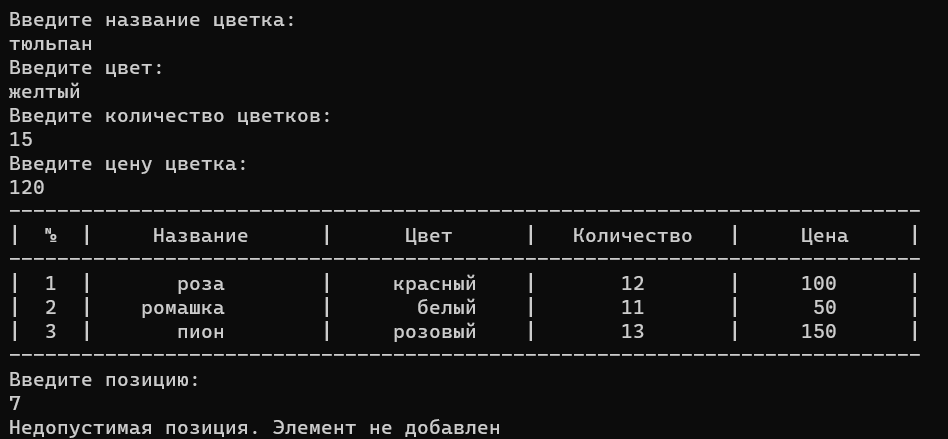 Введите название цветка:
тюльпан
Введите цвет:
желтый
Введите количество цветков:
15
Введите цену цветка:
120
----------------------------------------------------------------------------
|  №  |     Название      |      Цвет      |   Количество   |     Цена     |
----------------------------------------------------------------------------
|  1  |       роза        |     красный    |       12       |     100      |
|  2  |    ромашка        |       белый    |       11       |      50      |
|  3  |       пион        |     розовый    |       13       |     150      |
----------------------------------------------------------------------------
Введите позицию:
7
Недопустимая позиция. Элемент не добавлен